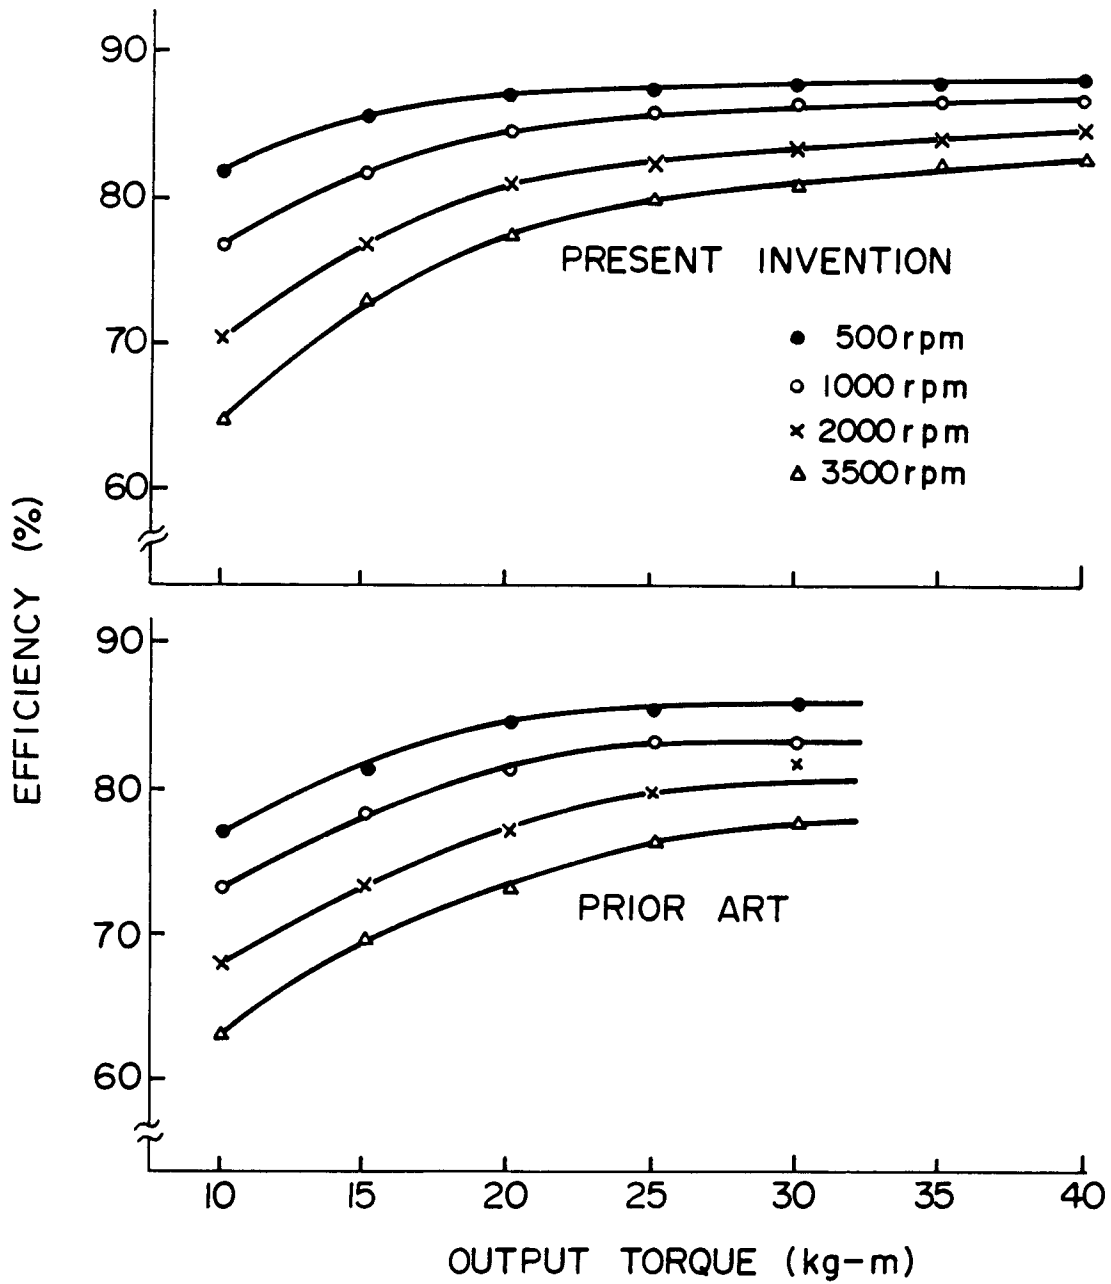 90
80
70
60
PRESENT INVENTION
500rpm
1000rpm
2000rpm
3500rpm
EFFICIENCY (%)
90
80
70
60
PRIOR ART
10 15 20 25 30 35 40
OUTPUT TORQUE (kg-m)